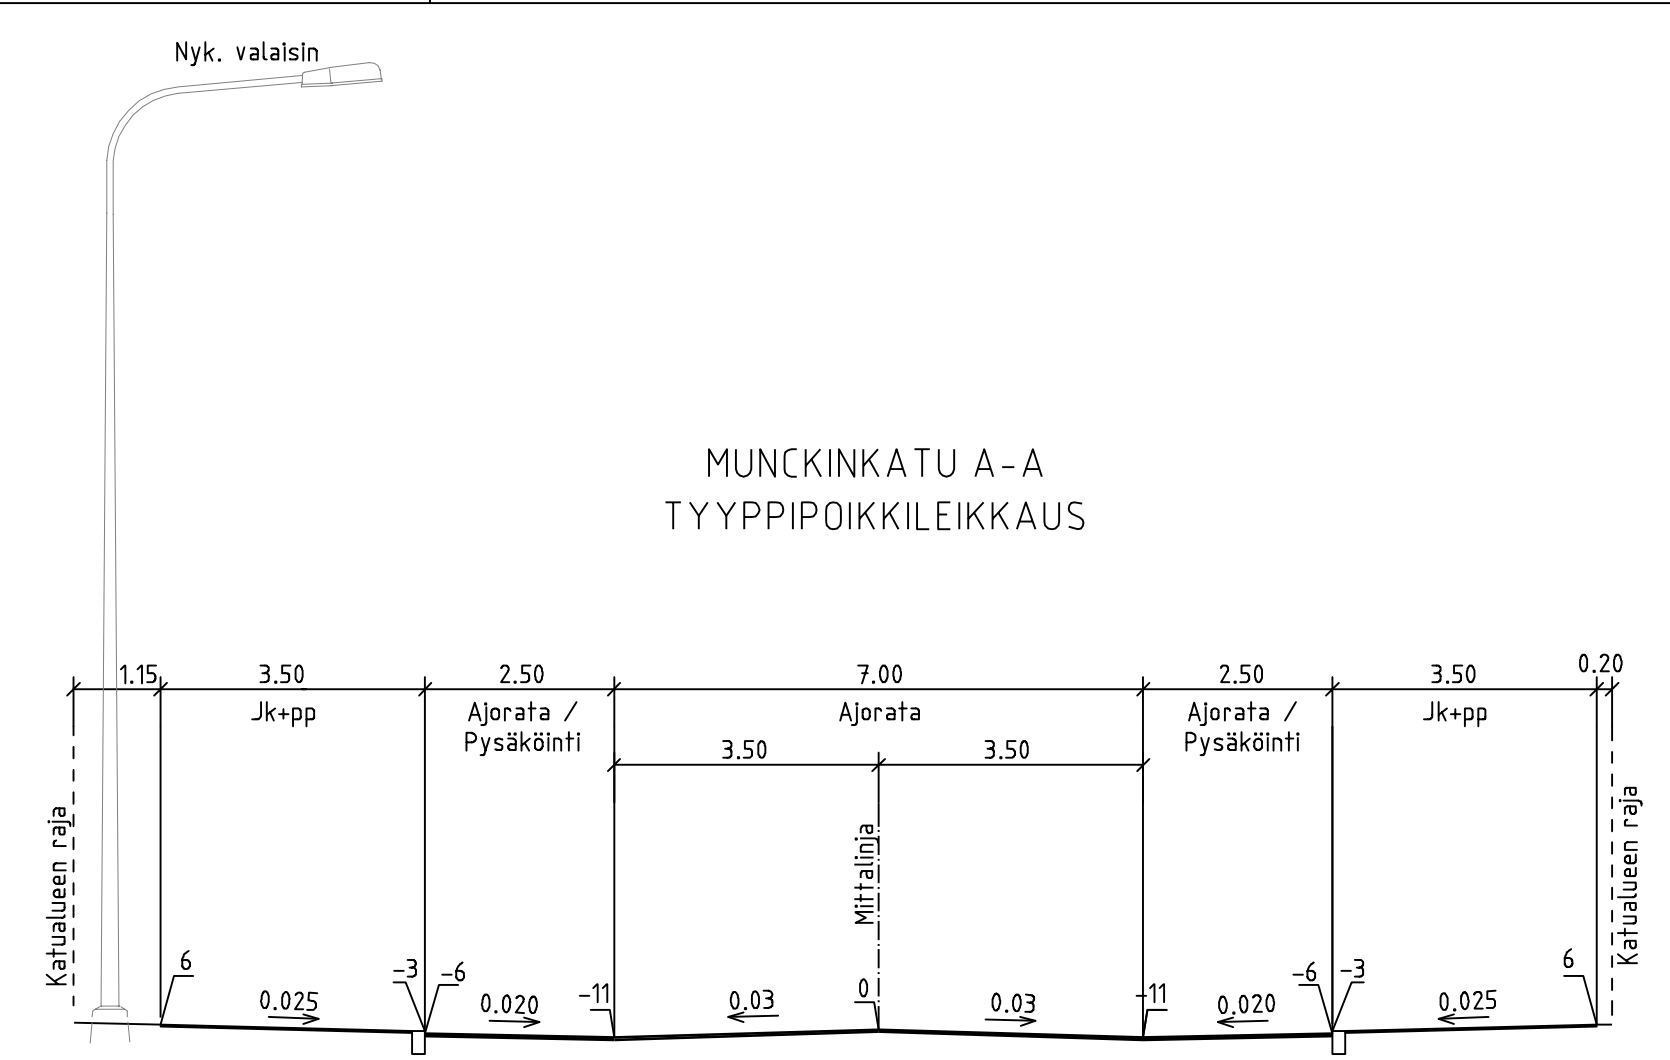 Nyk. valaisin
MUNCKINKATU A-A
TYYPPIPOIKKILEIKKAUS
1.15 3.50 2.50 7.00 2.50 3.50 0.20
Jk+pp Ajorata / Ajorata Ajorata / Jk+pp
Pysäköinti Pysäköinti
3.50 3.50
Katualueen raja
Mittalinja
Katualueen raja
6 -3 -6 -11 0 -11 -6 -3 6
0.025 0.020 0.03 0.03 0.020 0.025